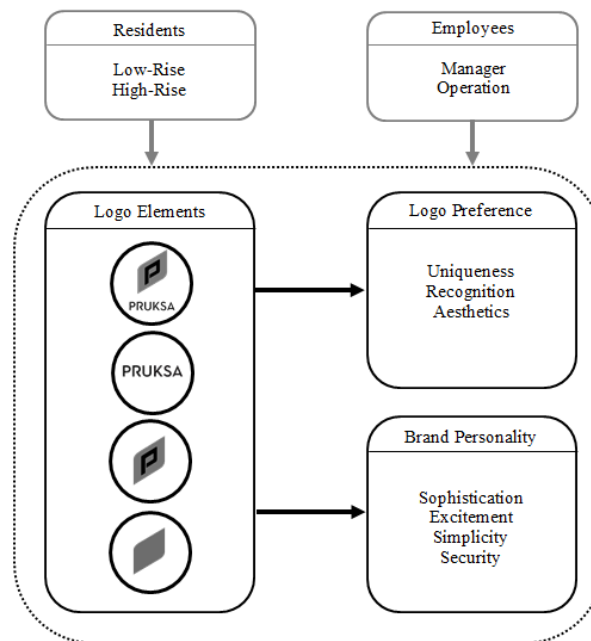 Residents
Low-Rise
High-Rise
Employees
Manager
Operation
Logo Elements
P
PRUKSA
PRUKSA
P
Logo Preference
Uniqueness
Recognition
Aesthetics
Brand Personality
Sophistication
Excitement
Simplicity
Security